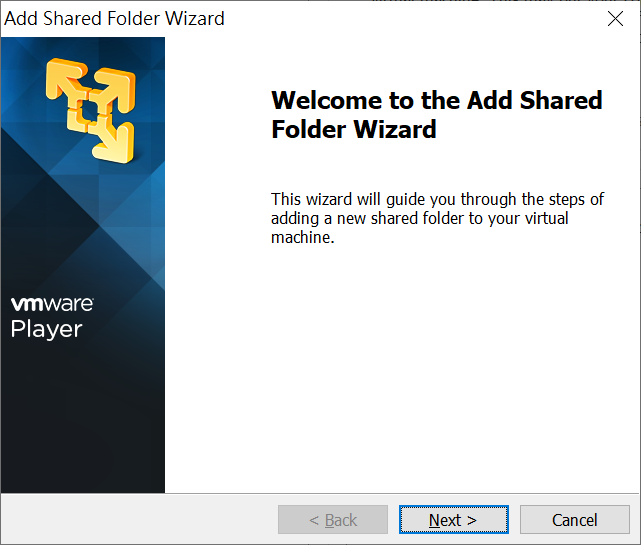 Add Shared Folder Wizard
Welcome to the Add Shared
Folder Wizard
This wizard will guide you through the steps of
adding a new shared folder to your virtual
machine.
vmware
Player
< Back
Next >
Cancel